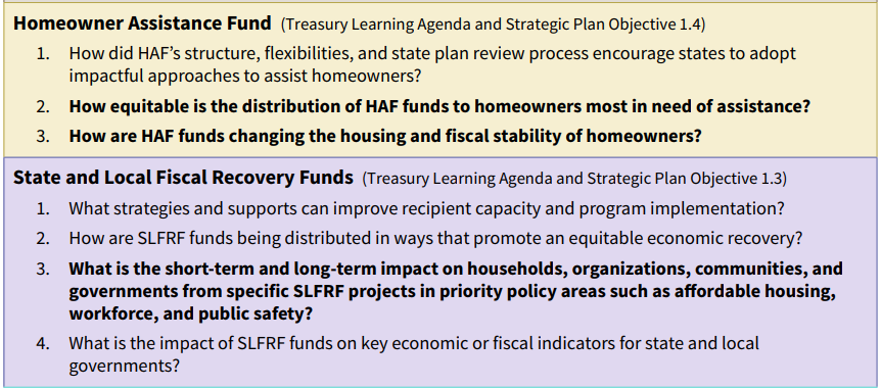 Homeowner Assistance Fund (Treasury Learning Agenda and Strategic Plan Objective 1.4)
1. How did HAF’s structure, flexibilities, and state plan review process encourage states to adopt
impactful approaches to assist homeowners?
2. How equitable is the distribution of HAF funds to homeowners most in need of assistance?
3. How are HAF funds changing the housing and fiscal stability of homeowners?
State and Local Fiscal Recovery Funds (Treasury Learning Agenda and Strategic Plan Objective 1.3)
1. What strategies and supports can improve recipient capacity and program implementation?
2. How are SLFRF funds being distributed in ways that promote an equitable economic recovery?
3. What is the short-term and long-term impact on households, organizations, communities, and
governments from specific SLFRF projects in priority policy areas such as affordable housing,
workforce, and public safety?
4. What is the impact of SLFRF funds on key economic or fiscal indicators for state and local
governments?